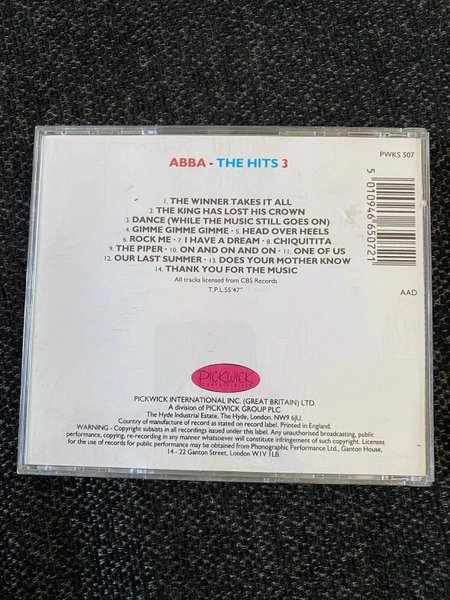 PWKS 507
ABBA - THE HITS 3
1. THE WINNER TAKES IT ALL
2. THE KING HAS LOST HIS CROWN
3. DANCE (WHILE THE MUSIC STILL GOES ON)
4. GIMME GIMME GIMME · 5. HEAD OVER HEELS
6. ROCK ME · 7. I HAVE A DREAM · 8. CHIQUITITA
9. THE PIPER · 10. ON AND ON AND ON · 11. ONE OF US
12. OUR LAST SUMMER · 13. DOES YOUR MOTHER KNOW
14. THANK YOU FOR THE MUSIC
All tracks licensed from CBS Records
T.P.L.55'47"
5 010946 650721
AAD
PICKWICK
COMPACT DISCS
PICKWICK INTERNATIONAL INC. (GREAT BRITAIN) LTD.
A division of PICKWICK GROUP PLC
The Hyde Industrial Estate, The Hyde, London. NW9 6JU.
Country of manufacture of record as stated on record label. Printed in England.
WARNING - Copyright subsists in all recordings issued under this label. Any unauthorised broadcasting, public
performance, copying, re-recording in any manner whatsoever will constitute infringement of such copyright. Licenses
for the use of records for public performance may be obtained from Phonographic Performance Ltd., Ganton House,
14 - 22 Ganton Street, London W1V 1LB.